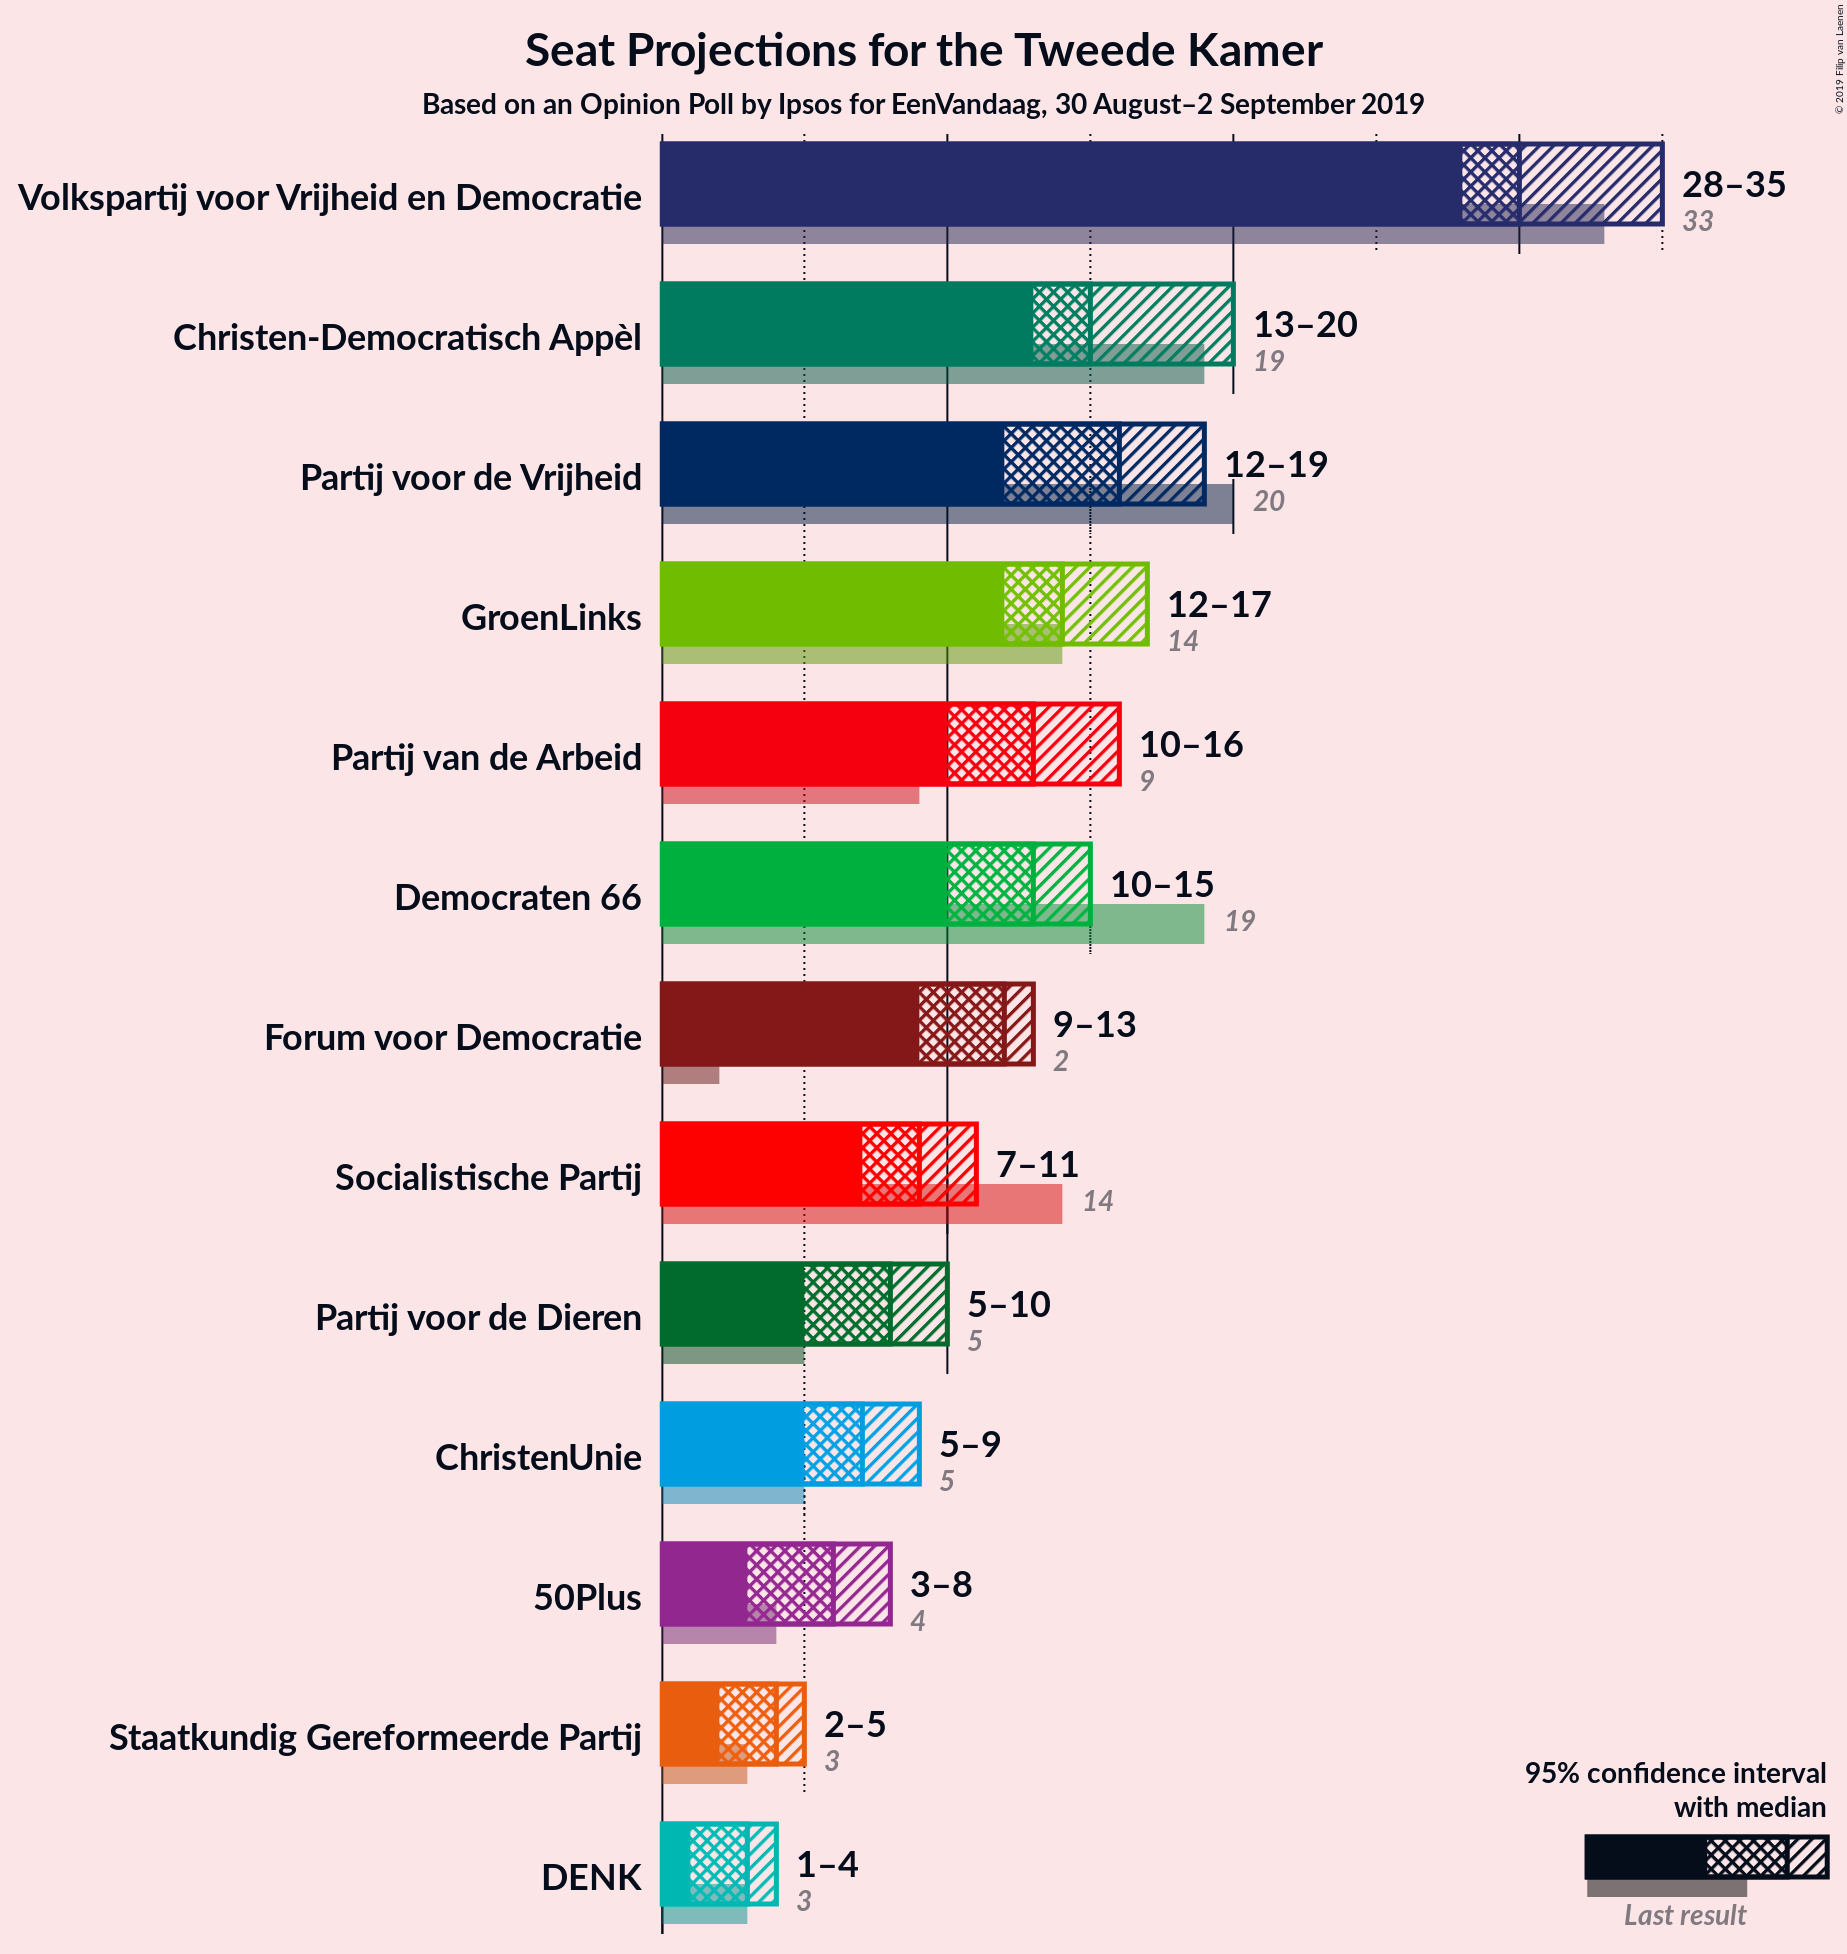 Seat Projections for the Tweede Kamer
Based on an Opinion Poll by Ipsos for EenVandaag, 30 August–2 September 2019
© 2019 Filip van Laenen
Volkspartij voor Vrijheid en Democratie
28–35
33
Christen-Democratisch Appèl
13–20
19
Partij voor de Vrijheid
12–19
20
GroenLinks
12–17
14
Partij van de Arbeid
10–16
9
Democraten 66
10–15
19
Forum voor Democratie
9–13
2
Socialistische Partij
7–11
14
Partij voor de Dieren
5–10
5
ChristenUnie
5–9
5
50Plus
3–8
4
Staatkundig Gereformeerde Partij
2–5
3
DENK
1–4
3
95% confidence interval
with median
Last result